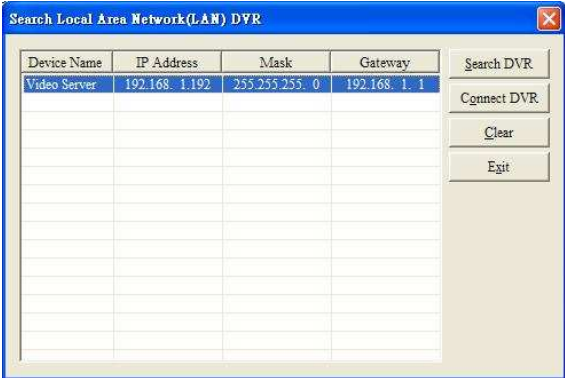 Search Local Area Network(LAN) DVR
Device Name IP Address Mask Gateway
Video Server 192.168. 1.192 255.255.255. 0 192.168. 1. 1
Search DVR
Connect DVR
Clear
Exit